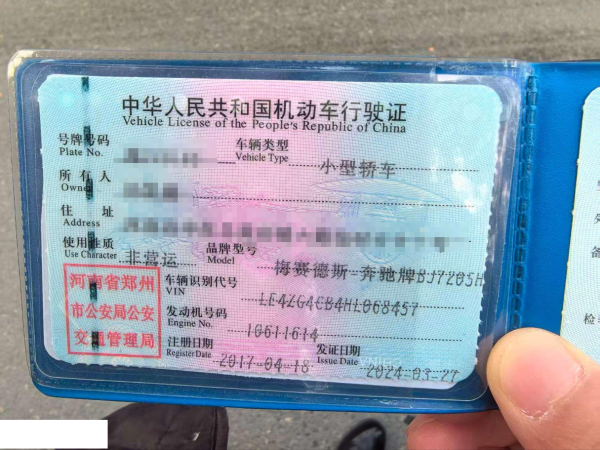 中华人民共和国机动车行驶证
Vehicle License of the People's Republic of China
号牌号码 车辆类型 小型轿车
Plate No. Vehicle Type
所有人
Owner
住址
Address
使用性质 非营运 品牌型号 梅赛德斯-奔驰牌BJ7205H
Use Character Model
河南省郑州市公安局公安交通管理局
车辆识别代号 LE4ZG4CB4HL068457
VIN
发动机号码 10611614
Engine No.
注册日期 2017-04-18 发证日期 2024-03-27
Register Date Issue Date